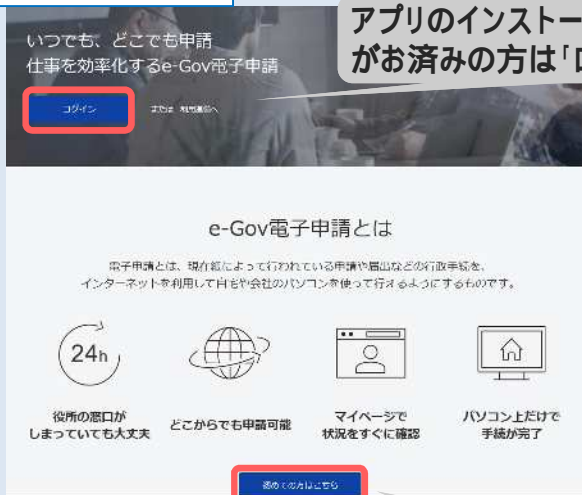 アプリのインストー
がお済みの方は「ロ
いつでも、どこでも申請
仕事を効率化するe-Gov電子申請
ログイン
または
e-Gov電子申請とは
電子申請とは、現在紙によって行われている申請や届出などの行政手続を、
インターネットを利用して自宅や会社のパソコンを使って行えるようにするものです。
24h
役所の窓口が
しまっていても大丈夫
どこからでも申請可能
マイページで
状況をすぐに確認
パソコン上だけで
手続が完了
初めての方はこちら